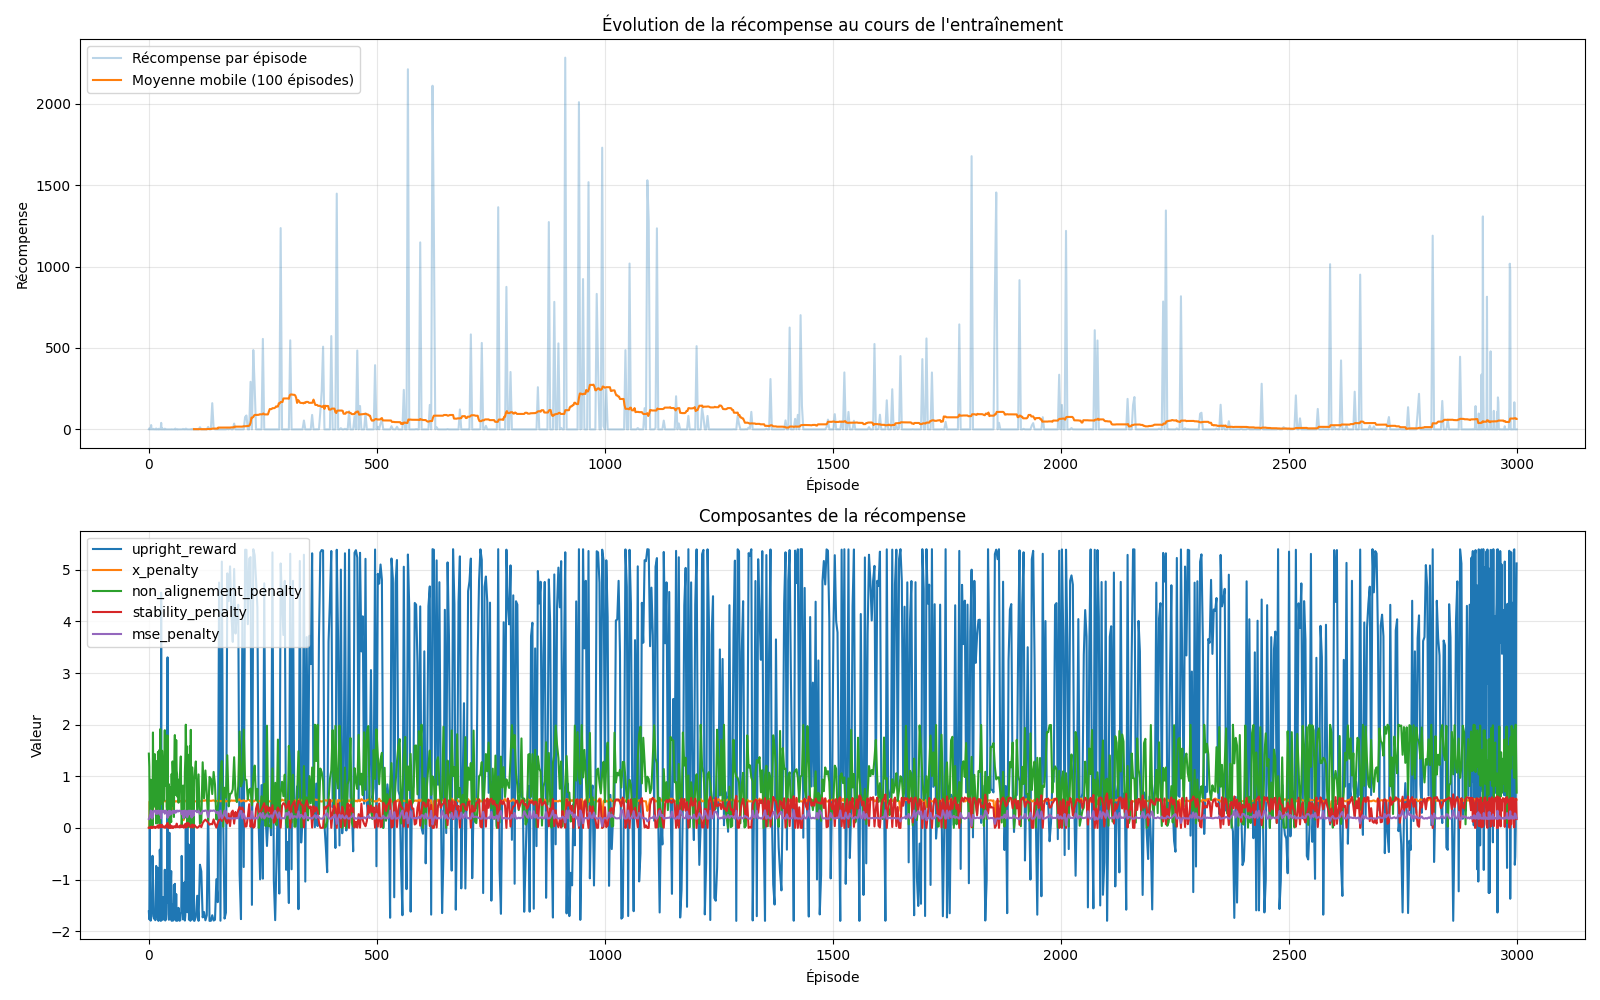 Évolution de la récompense au cours de l'entraînement
Récompense par épisode
Moyenne mobile (100 épisodes)
Récompense
2000
1500
1000
500
0
0
500
1000
1500
2000
2500
3000
Épisode
Composantes de la récompense
upright_reward
x_penalty
non_alignement_penalty
stability_penalty
mse_penalty
Valeur
5
4
3
2
1
0
−1
−2
0
500
1000
1500
2000
2500
3000
Épisode